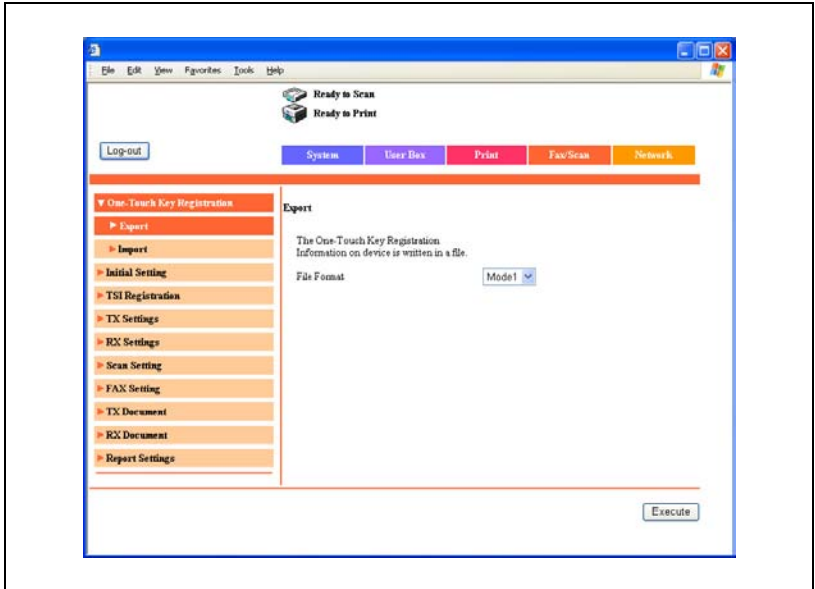 File Edit View Favorites Tools Help
Ready to Scan
Ready to Print
Log-out
System User Box Print Fax/Scan Network
▼ One-Touch Key Registration
► Export
► Import
► Initial Setting
► TSI Registration
► TX Settings
► RX Settings
► Scan Setting
► FAX Setting
► TX Document
► RX Document
► Report Settings
Export
The One-Touch Key Registration
Information on device is written in a file.
File Format Mode1
Execute